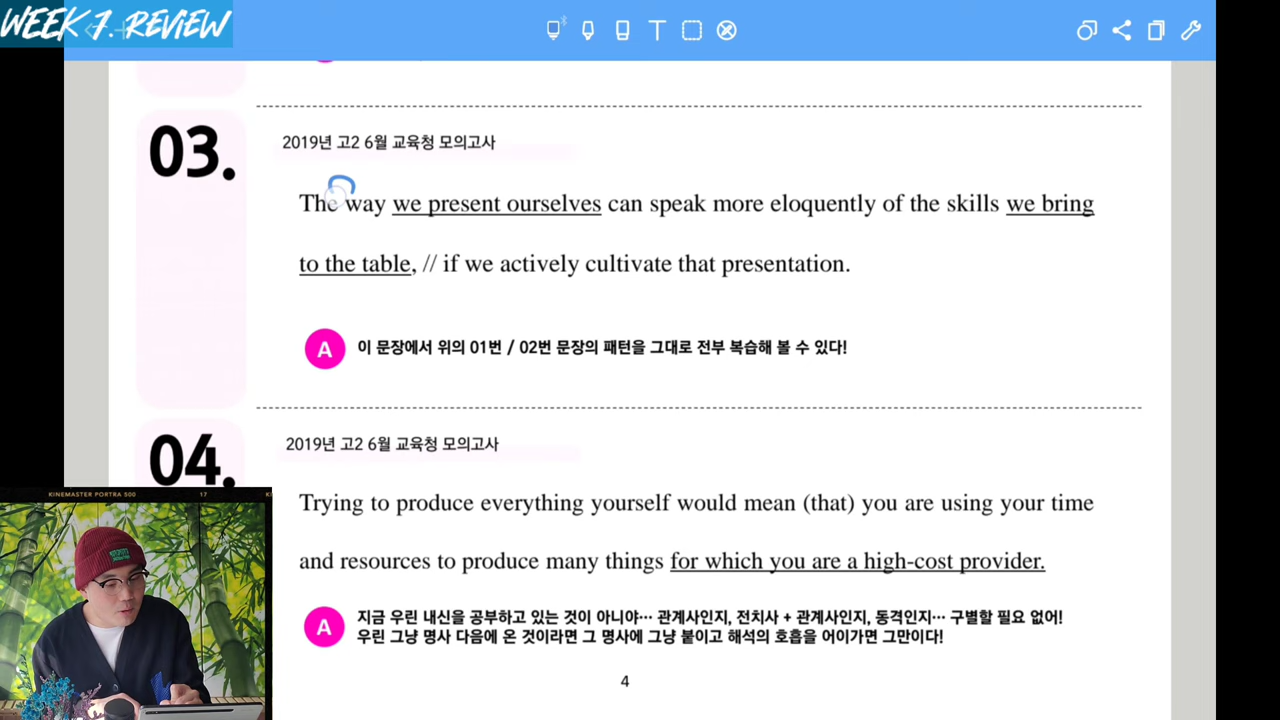 WEEK 7. REVIEW
T
03.
2019년 고2 6월 교육청 모의고사
The way we present ourselves can speak more eloquently of the skills we bring
to the table, // if we actively cultivate that presentation.
A 이 문장에서 위의 01번 / 02번 문장의 패턴을 그대로 전부 복습해 볼 수 있다!
04.
2019년 고2 6월 교육청 모의고사
Trying to produce everything yourself would mean (that) you are using your time
and resources to produce many things for which you are a high-cost provider.
A 지금 우린 내신을 공부하고 있는 것이 아니야… 관계사인지, 전치사 + 관계사인지, 동격인지… 구별할 필요 없어!
우린 그냥 명사 다음에 온 것이라면 그 명사에 그냥 붙이고 해석의 호흡을 어이가면 그만이다!
4
KINEMASTER PORTRA 500
17